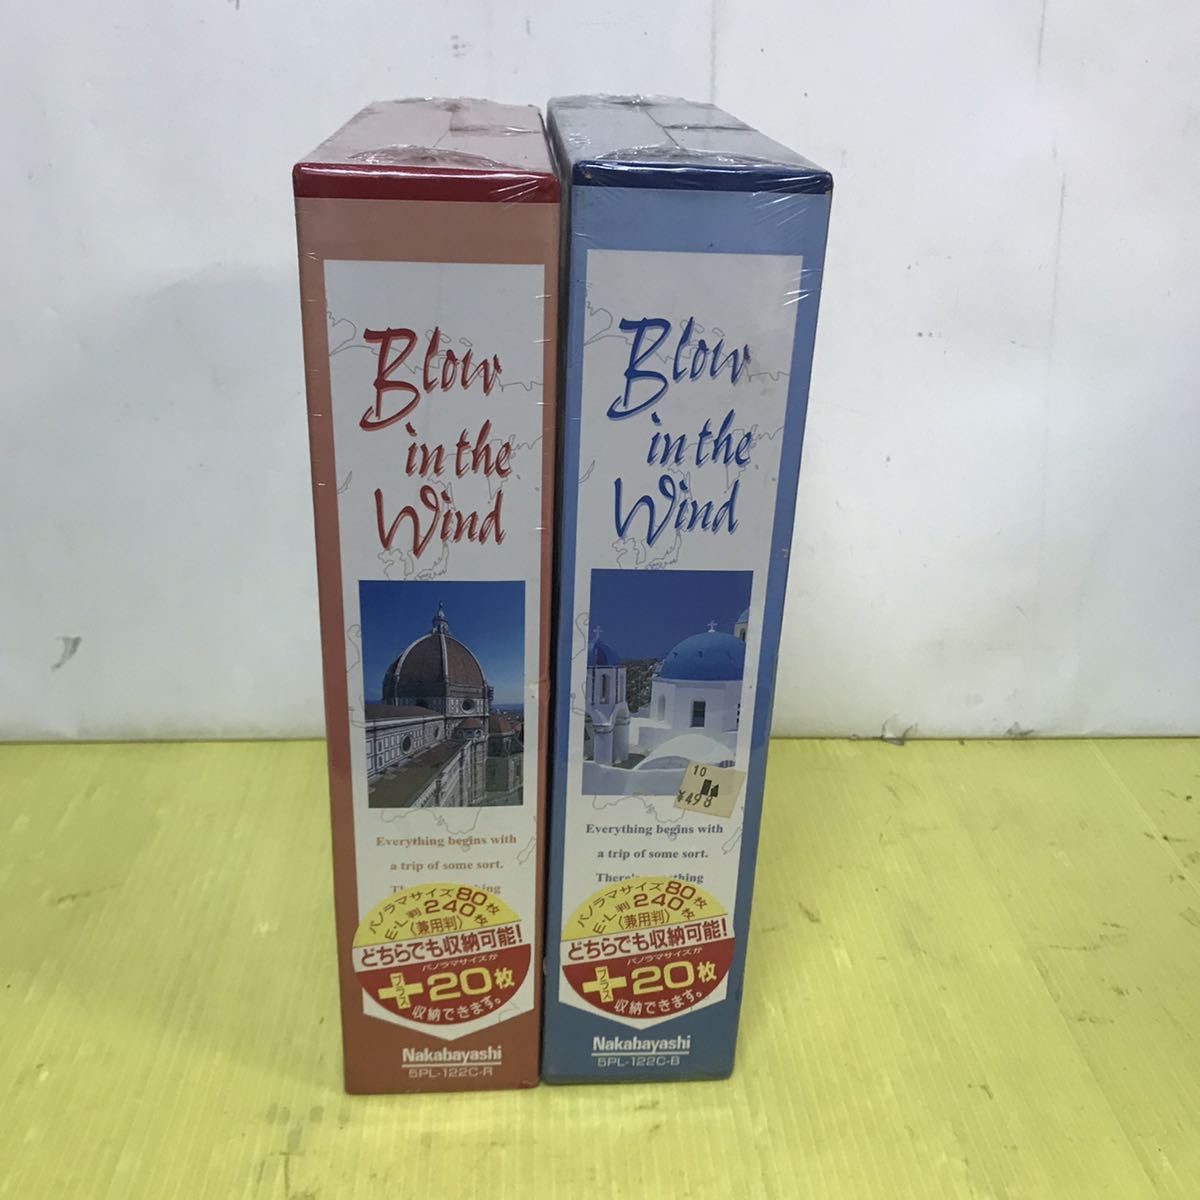 Blow
in the
Wind
Everything begins with
a trip of some sort.
パノラマサイズ80枚
E・L判240枚
(兼用判)
どちらでも収納可能!
パノラマサイズが
プラス
+20枚
収納できます。
Nakabayashi
5PL-122C-R
Blow
in the
Wind
10
¥498
Everything begins with
a trip of some sort.
パノラマサイズ80枚
E・L判240枚
(兼用判)
どちらでも収納可能!
パノラマサイズが
プラス
+20枚
収納できます。
Nakabayashi
5PL-122C-B